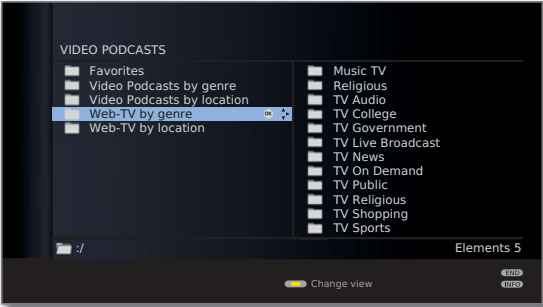 VIDEO PODCASTS
Favorites
Video Podcasts by genre
Video Podcasts by location
Web-TV by genre OK
Web-TV by location
Music TV
Religious
TV Audio
TV College
TV Government
TV Live Broadcast
TV News
TV On Demand
TV Public
TV Religious
TV Shopping
TV Sports
:/
Elements 5
Change view
END
INFO